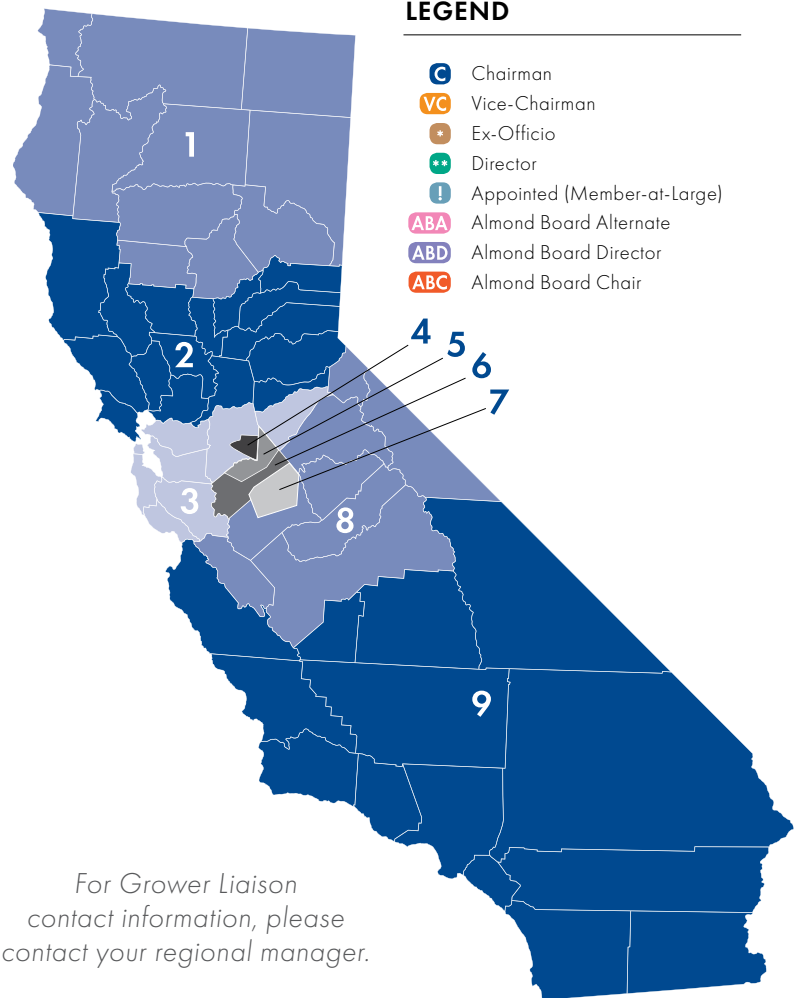 LEGEND
C Chairman
VC Vice-Chairman
* Ex-Officio
** Director
! Appointed (Member-at-Large)
ABA Almond Board Alternate
ABD Almond Board Director
ABC Almond Board Chair
1
2
3
4
5
6
7
8
9
For Grower Liaison
contact information, please
contact your regional manager.